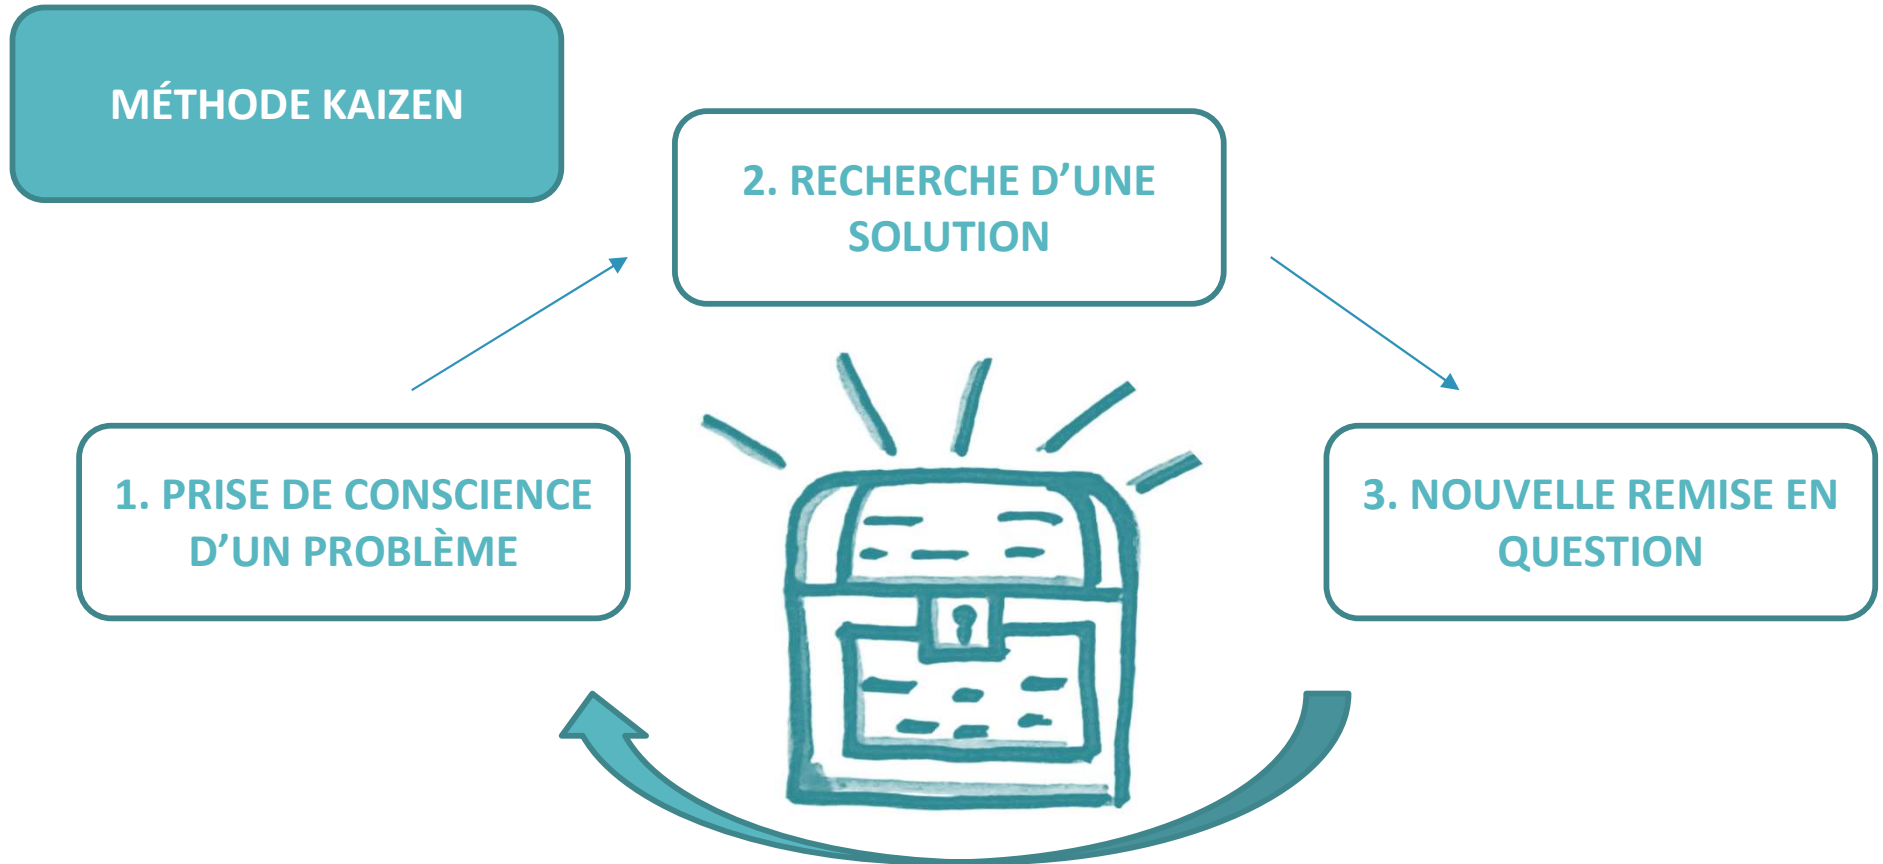 MÉTHODE KAIZEN
2. RECHERCHE D’UNE
SOLUTION
1. PRISE DE CONSCIENCE
D’UN PROBLÈME
3. NOUVELLE REMISE EN
QUESTION